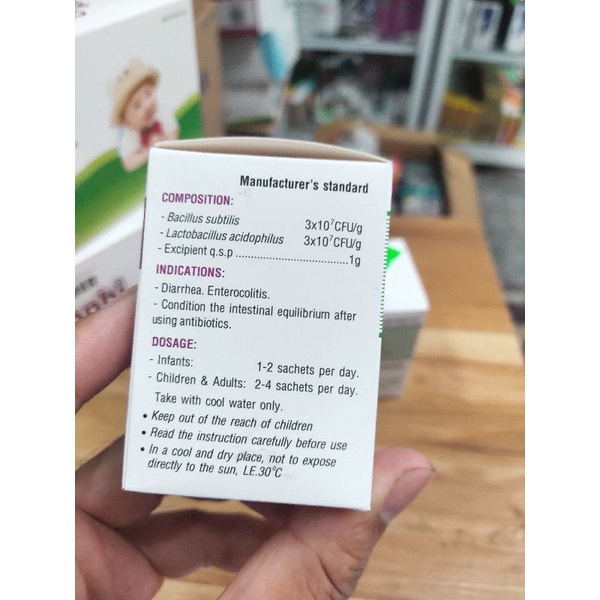 Manufacturer's standard
COMPOSITION:
- Bacillus subtilis 3x10⁷CFU/g
- Lactobacillus acidophilus 3x10⁷CFU/g
- Excipient q.s.p ..................................1g
INDICATIONS:
- Diarrhea. Enterocolitis.
- Condition the intestinal equilibrium after
using antibiotics.
DOSAGE:
- Infants: 1-2 sachets per day.
- Children & Adults: 2-4 sachets per day.
Take with cool water only.
• Keep out of the reach of children
• Read the instruction carefully before use
• In a cool and dry place, not to expose
directly to the sun, LE.30°C